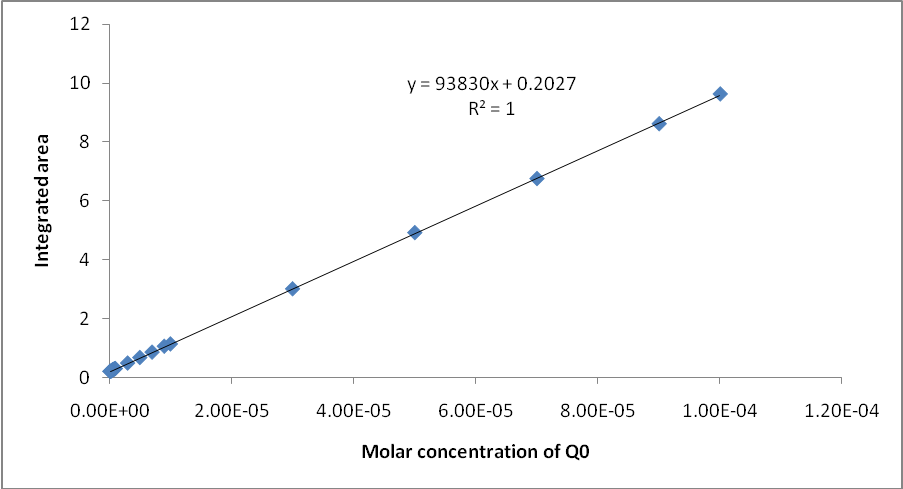 12
10
8
6
4
2
0
Integrated area
y = 93830x + 0.2027
R² = 1
0.00E+00 2.00E-05 4.00E-05 6.00E-05 8.00E-05 1.00E-04 1.20E-04
Molar concentration of Q0